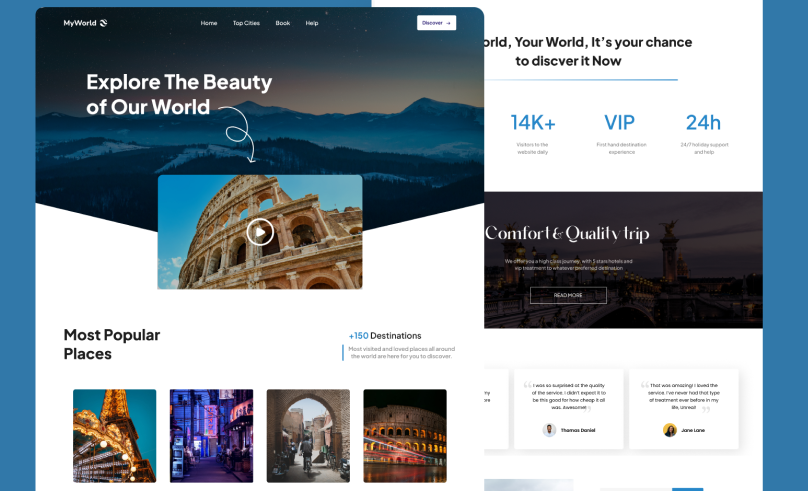 MyWorld
Home
Top Cities
Book
Help
Discover
Explore The Beauty
of Our World
Most Popular
Places
+150 Destinations
Most visited and loved places all around
the world are here for you to discover.
World, Your World, It’s your chance
to discver it Now
14K+
Visitors to the
website daily
VIP
First hand destination
experience
24h
24/7 holiday support
and help
Comfort & Quality trip
We offer you a high class journey, with 5 stars hotels and
vip treatment to whatever preferred destination
READ MORE
“ I was so surprised at the quality
of the service. I didn’t expect it to
be this good for how cheap it all
was. Awesome! ”
Thomas Daniel
“ That was amazing! I loved the
service. I’ve never had that type
of treatment ever before in my
life, Unreal! ”
Jane Lane